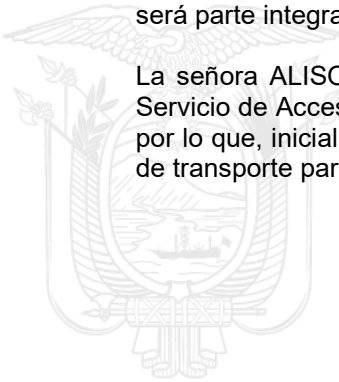 será parte integra
La señora ALISO
Servicio de Acces
por lo que, inicial
de transporte par